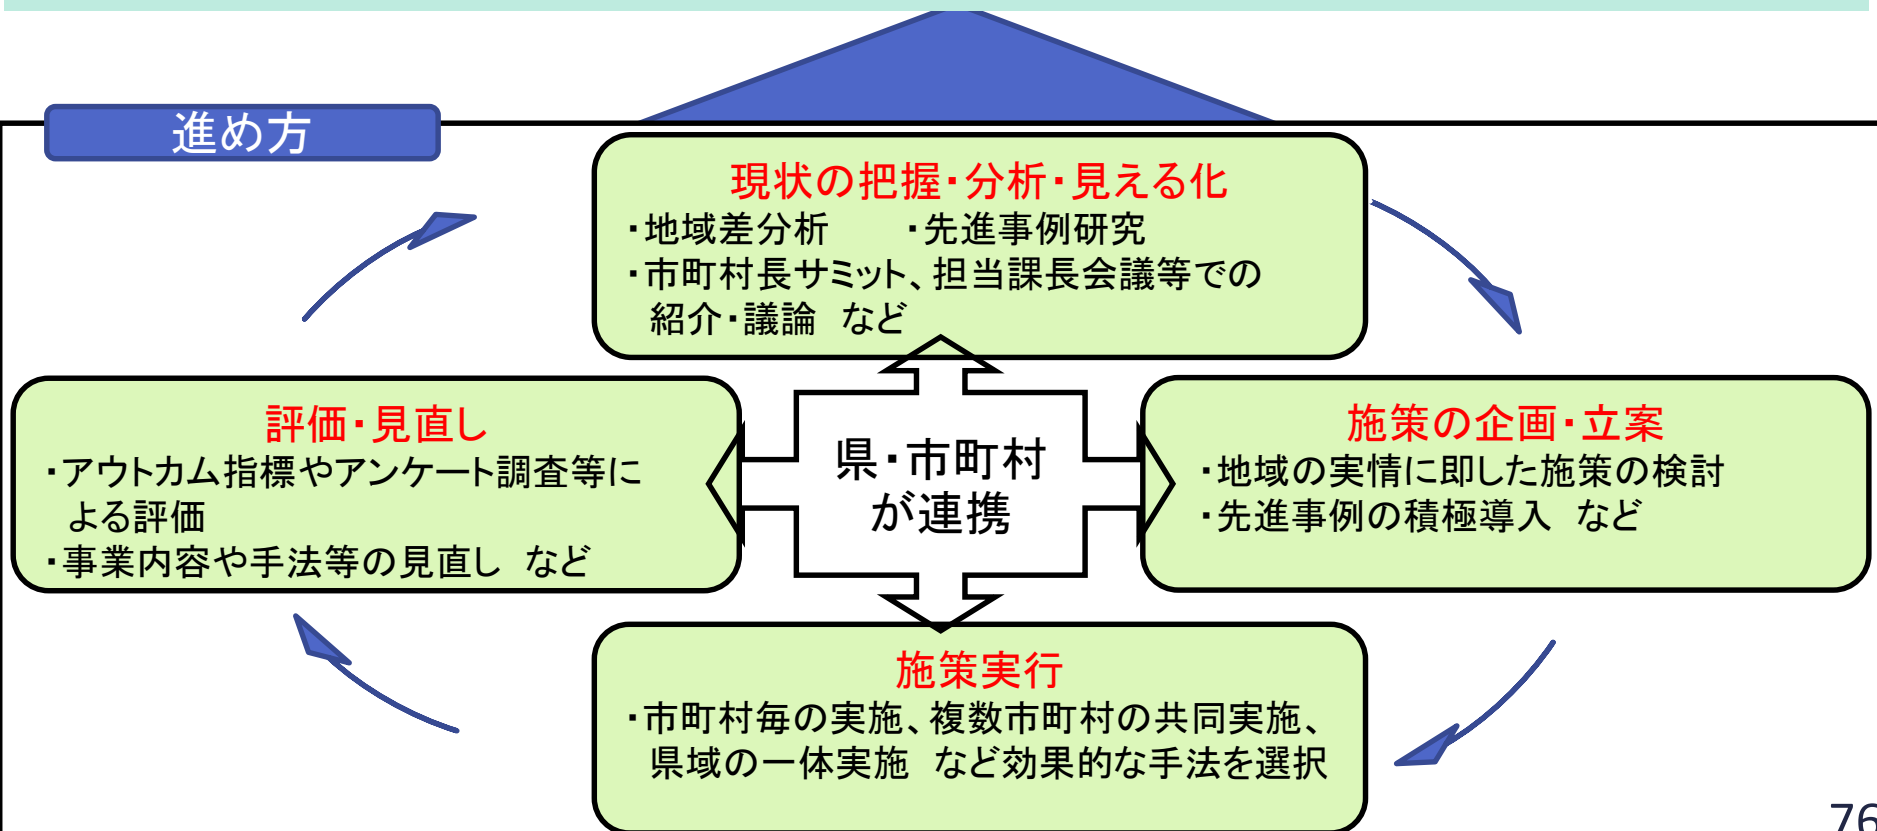 進め方
現状の把握・分析・見える化
・地域差分析　　・先進事例研究
・市町村長サミット、担当課長会議等での
紹介・議論　など
評価・見直し
・アウトカム指標やアンケート調査等に
よる評価
・事業内容や手法等の見直し　など
県・市町村
が連携
施策の企画・立案
・地域の実情に即した施策の検討
・先進事例の積極導入　など
施策実行
・市町村毎の実施、複数市町村の共同実施、
県域の一体実施　など効果的な手法を選択
76